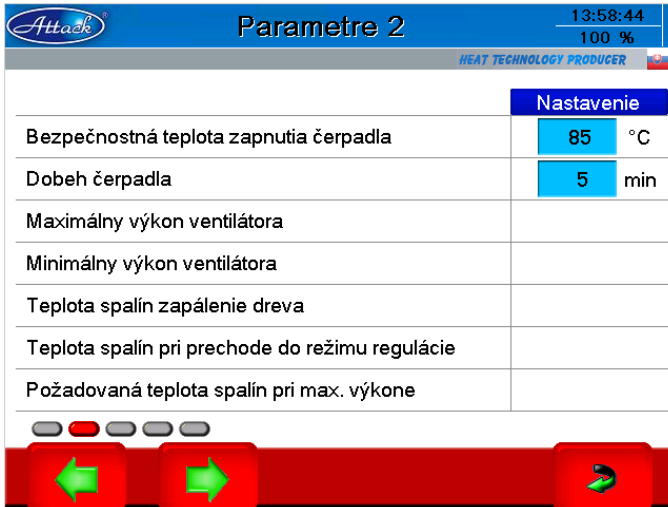 Attack
Parametre 2
13:58:44
100 %
HEAT TECHNOLOGY PRODUCER
Nastavenie
Bezpečnostná teplota zapnutia čerpadla 85 °C
Dobeh čerpadla 5 min
Maximálny výkon ventilátora
Minimálny výkon ventilátora
Teplota spalín zapálenie dreva
Teplota spalín pri prechode do režimu regulácie
Požadovaná teplota spalín pri max. výkone